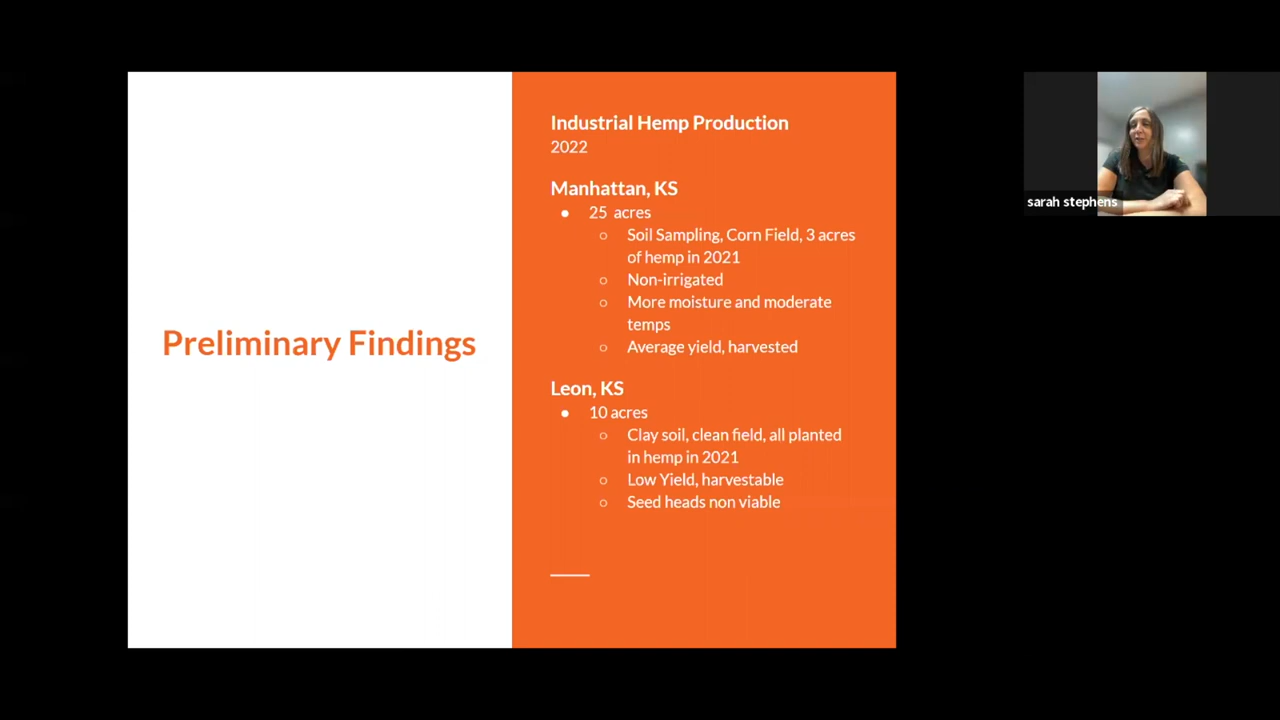 Preliminary Findings
Industrial Hemp Production
2022
Manhattan, KS
● 25 acres
○ Soil Sampling, Corn Field, 3 acres
of hemp in 2021
○ Non-irrigated
○ More moisture and moderate
temps
○ Average yield, harvested
Leon, KS
● 10 acres
○ Clay soil, clean field, all planted
in hemp in 2021
○ Low Yield, harvestable
○ Seed heads non viable
sarah stephens